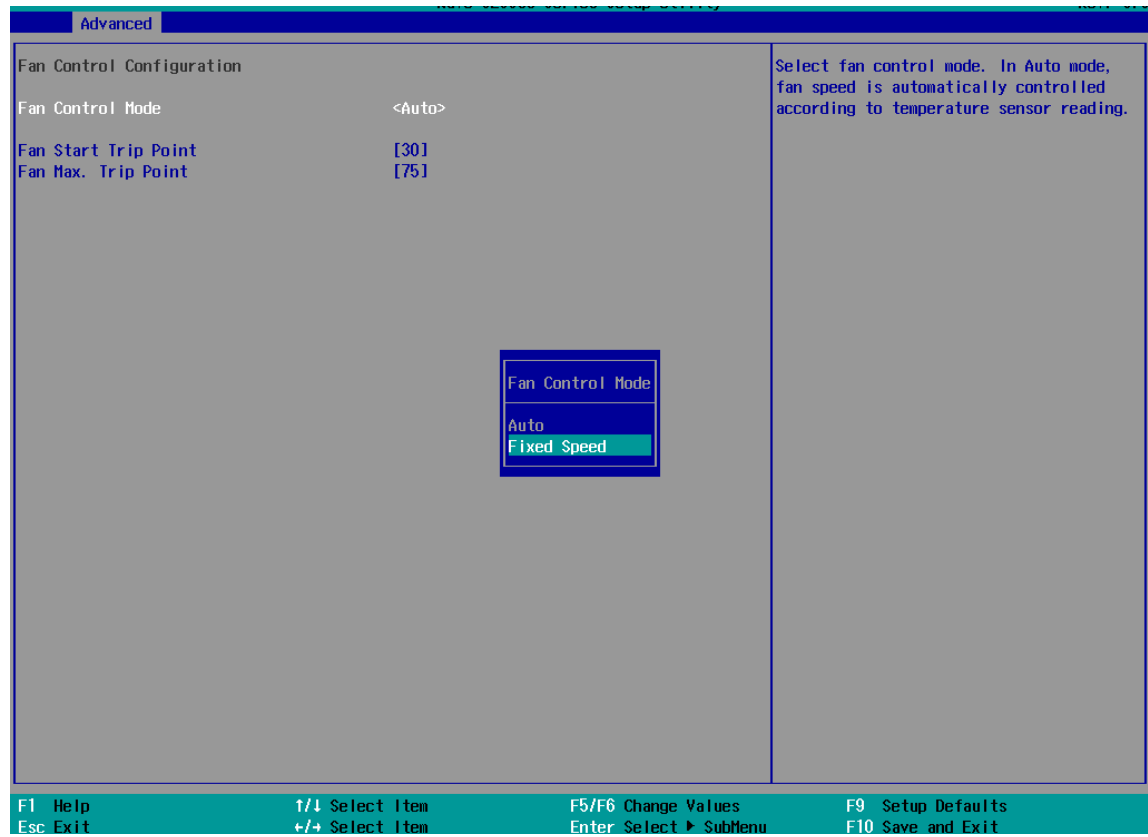 Advanced
Fan Control Configuration
Fan Control Mode <Auto>
Fan Start Trip Point [30]
Fan Max. Trip Point [75]
Select fan control mode. In Auto mode,
fan speed is automatically controlled
according to temperature sensor reading.
Fan Control Mode
Auto
Fixed Speed
F1 Help ↑/↓ Select Item F5/F6 Change Values F9 Setup Defaults
Esc Exit ←/→ Select Item Enter Select ▶ SubMenu F10 Save and Exit